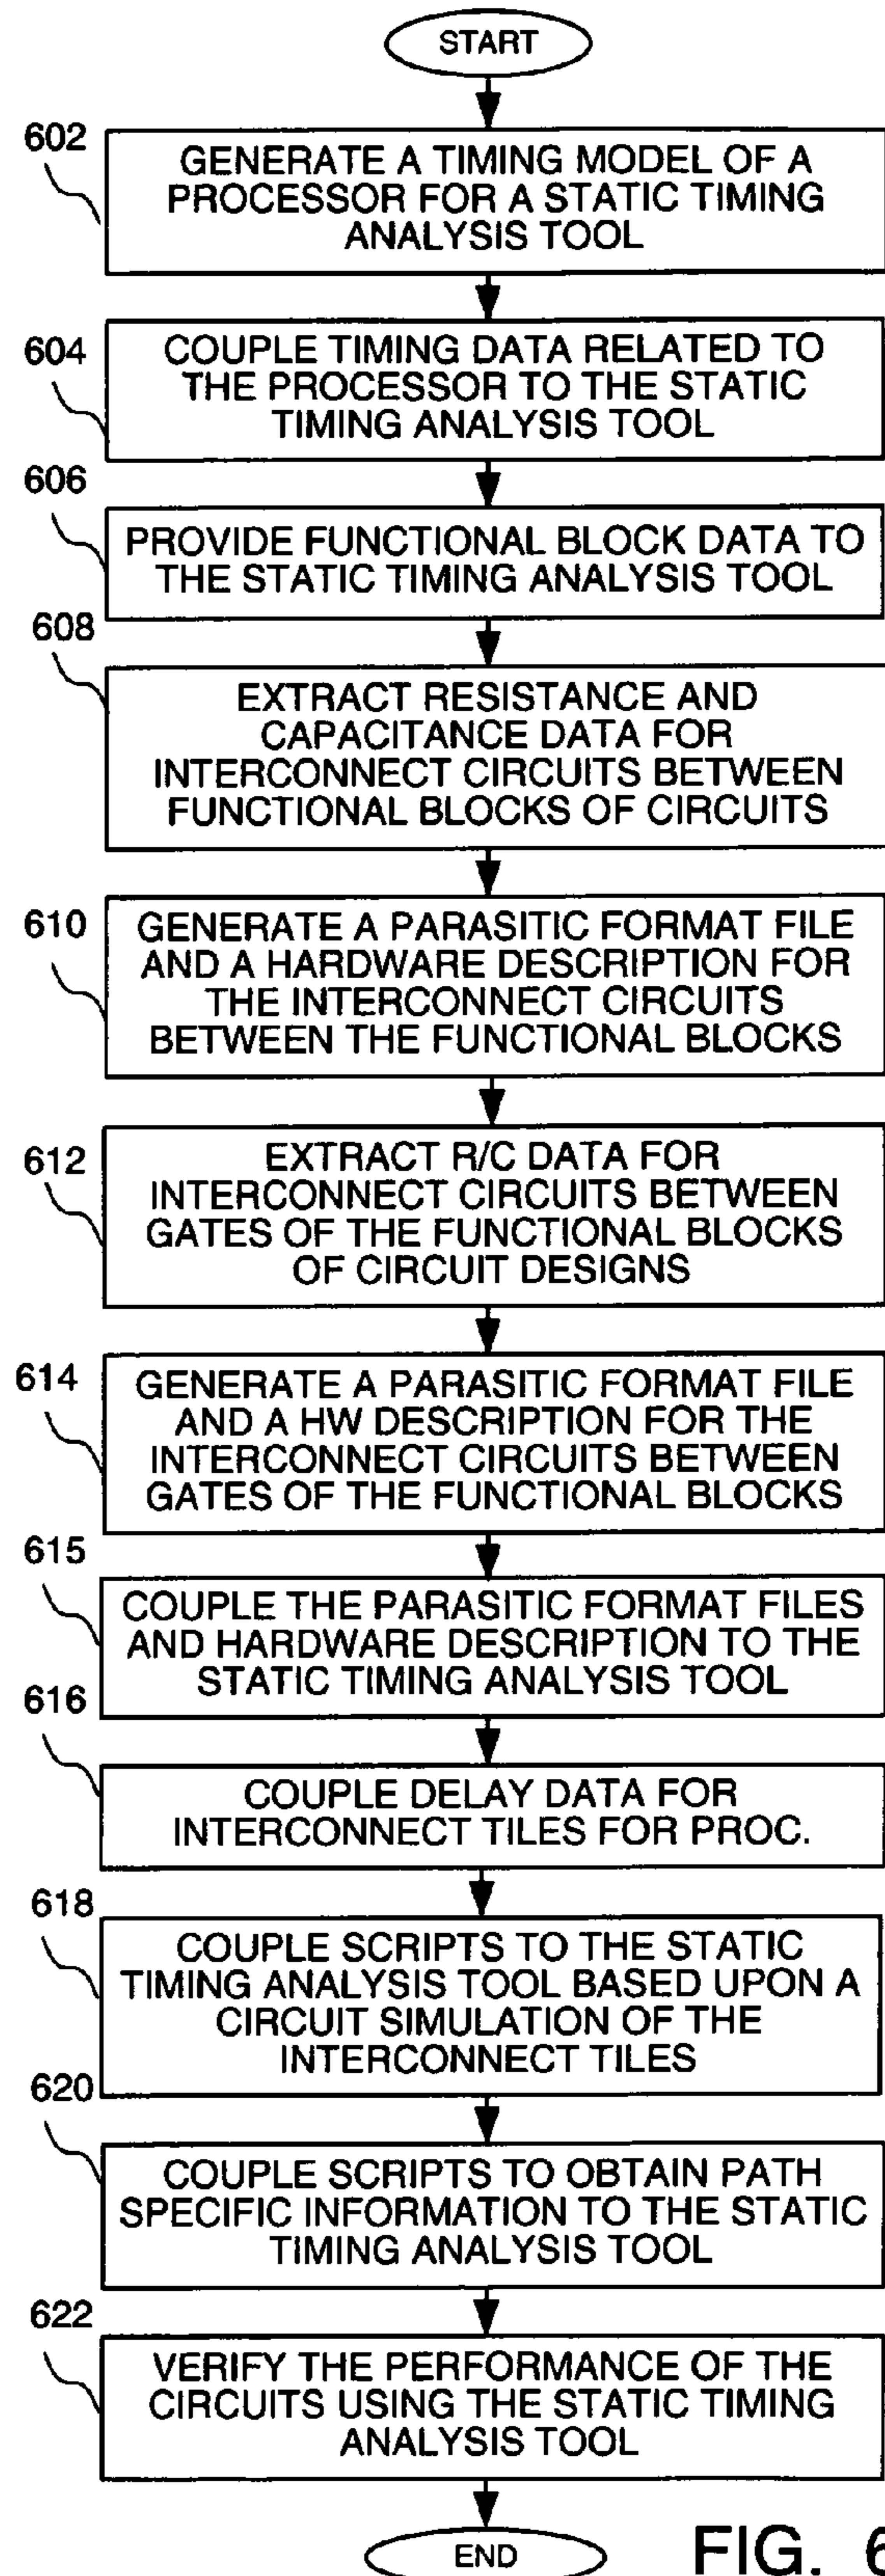 START
602
GENERATE A TIMING MODEL OF A
PROCESSOR FOR A STATIC TIMING
ANALYSIS TOOL
604
COUPLE TIMING DATA RELATED TO
THE PROCESSOR TO THE STATIC
TIMING ANALYSIS TOOL
606
PROVIDE FUNCTIONAL BLOCK DATA TO
THE STATIC TIMING ANALYSIS TOOL
608
EXTRACT RESISTANCE AND
CAPACITANCE DATA FOR
INTERCONNECT CIRCUITS BETWEEN
FUNCTIONAL BLOCKS OF CIRCUITS
610
GENERATE A PARASITIC FORMAT FILE
AND A HARDWARE DESCRIPTION FOR
THE INTERCONNECT CIRCUITS
BETWEEN THE FUNCTIONAL BLOCKS
612
EXTRACT R/C DATA FOR
INTERCONNECT CIRCUITS BETWEEN
GATES OF THE FUNCTIONAL BLOCKS
OF CIRCUIT DESIGNS
614
GENERATE A PARASITIC FORMAT FILE
AND A HW DESCRIPTION FOR THE
INTERCONNECT CIRCUITS BETWEEN
GATES OF THE FUNCTIONAL BLOCKS
615
COUPLE THE PARASITIC FORMAT FILES
AND HARDWARE DESCRIPTION TO THE
STATIC TIMING ANALYSIS TOOL
616
COUPLE DELAY DATA FOR
INTERCONNECT TILES FOR PROC.
618
COUPLE SCRIPTS TO THE STATIC
TIMING ANALYSIS TOOL BASED UPON A
CIRCUIT SIMULATION OF THE
INTERCONNECT TILES
620
COUPLE SCRIPTS TO OBTAIN PATH
SPECIFIC INFORMATION TO THE STATIC
TIMING ANALYSIS TOOL
622
VERIFY THE PERFORMANCE OF THE
CIRCUITS USING THE STATIC TIMING
ANALYSIS TOOL
END
FIG. 6